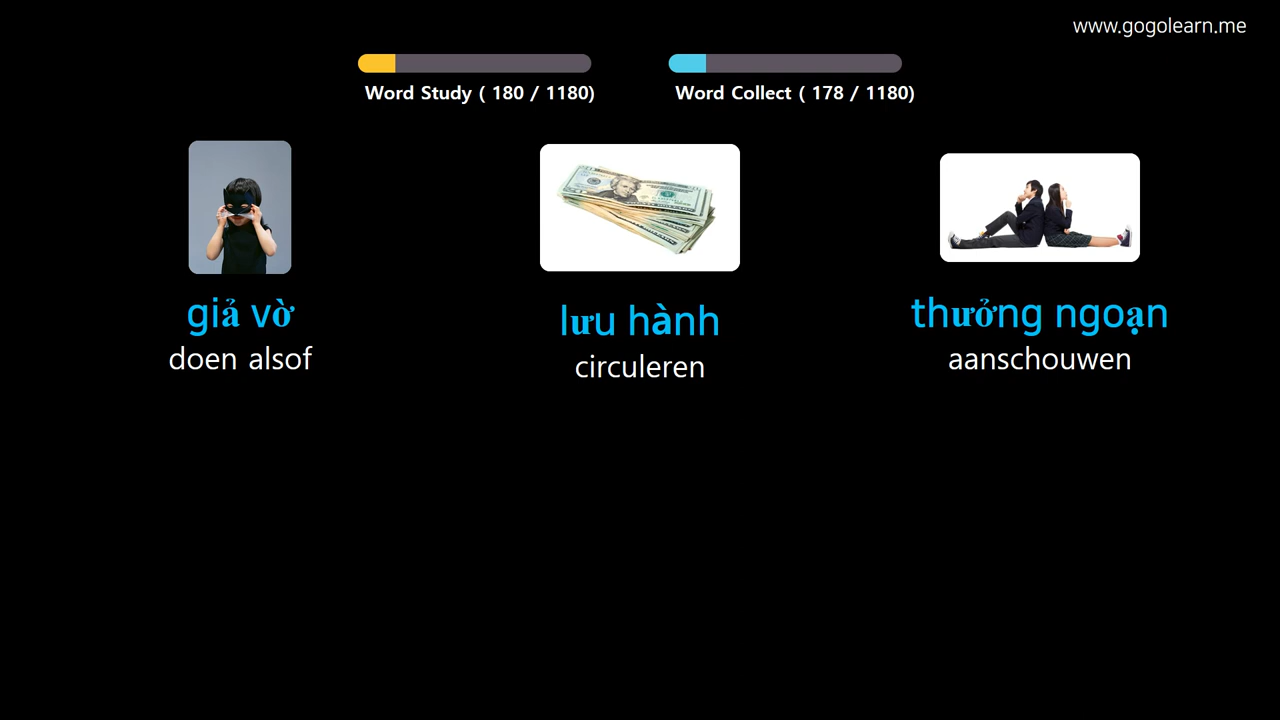 www.gogolearn.me
Word Study ( 180 / 1180)
Word Collect ( 178 / 1180)
giả vờ
doen alsof
lưu hành
circuleren
thưởng ngoạn
aanschouwen